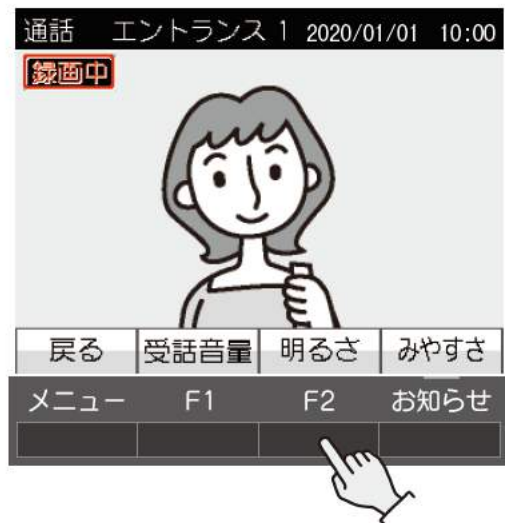 通話 エントランス 1 2020/01/01 10:00
録画中
戻る 受話音量 明るさ みやすさ
メニュー F1 F2 お知らせ